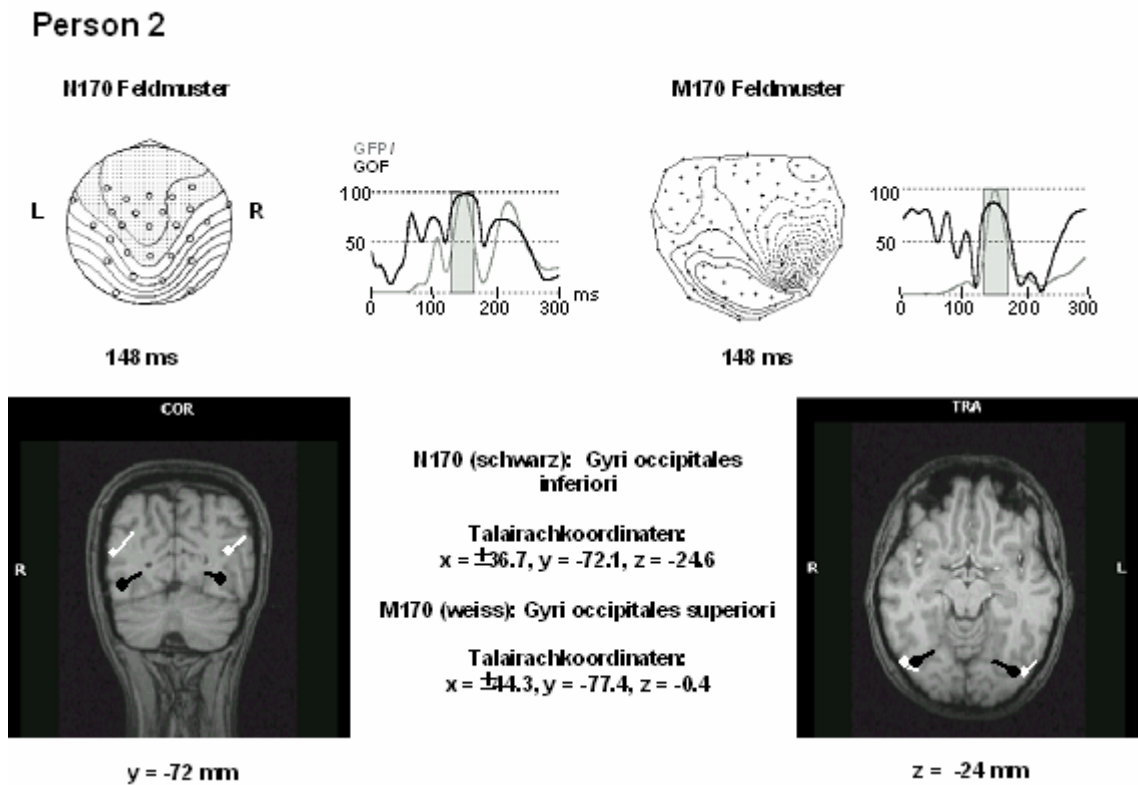 Person 2
N170 Feldmuster
M170 Feldmuster
L
R
GFP/
GOF
100
50
0
100
200
300
ms
100
50
0
100
200
300
148 ms
148 ms
COR
R
N170 (schwarz): Gyri occipitales
inferiori
Talairachkoordinaten:
x = ±36.7, y = -72.1, z = -24.6
M170 (weiss): Gyri occipitales superiori
Talairachkoordinaten:
x = ±44.3, y = -77.4, z = -0.4
TRA
R
L
y = -72 mm
z = -24 mm